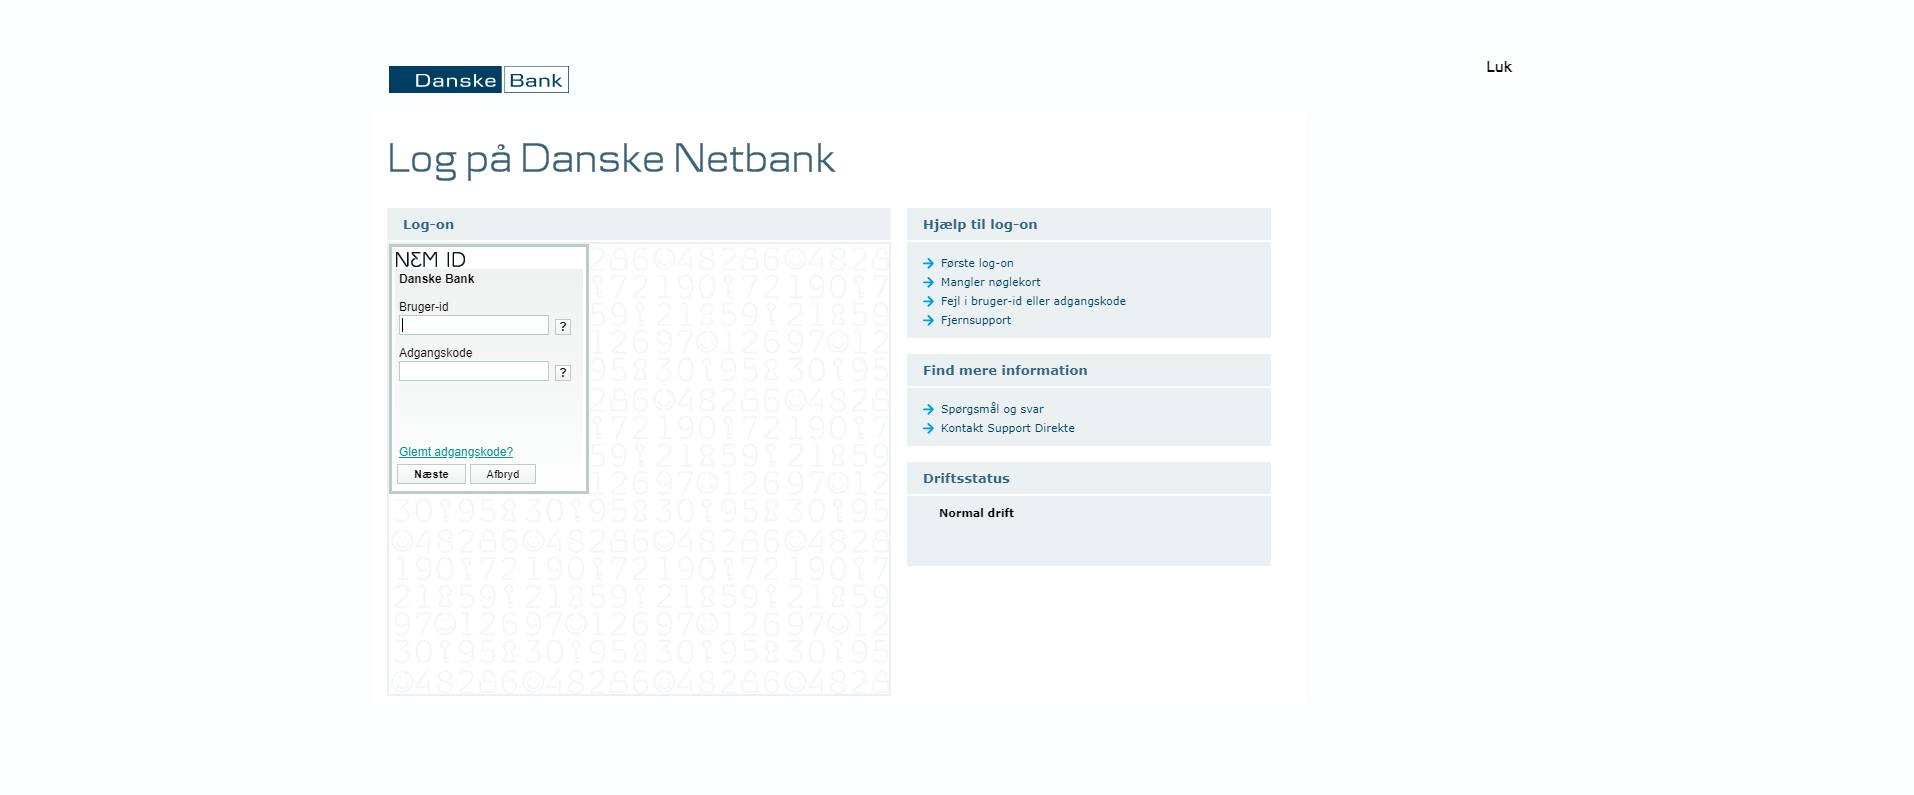 Danske Bank
Luk
Log på Danske Netbank
Log-on
NEM ID
Danske Bank
Bruger-id
?
Adgangskode
?
Glemt adgangskode?
Næste
Afbryd
Hjælp til log-on
Første log-on
Mangler nøglekort
Fejl i bruger-id eller adgangskode
Fjernsupport
Find mere information
Spørgsmål og svar
Kontakt Support Direkte
Driftsstatus
Normal drift